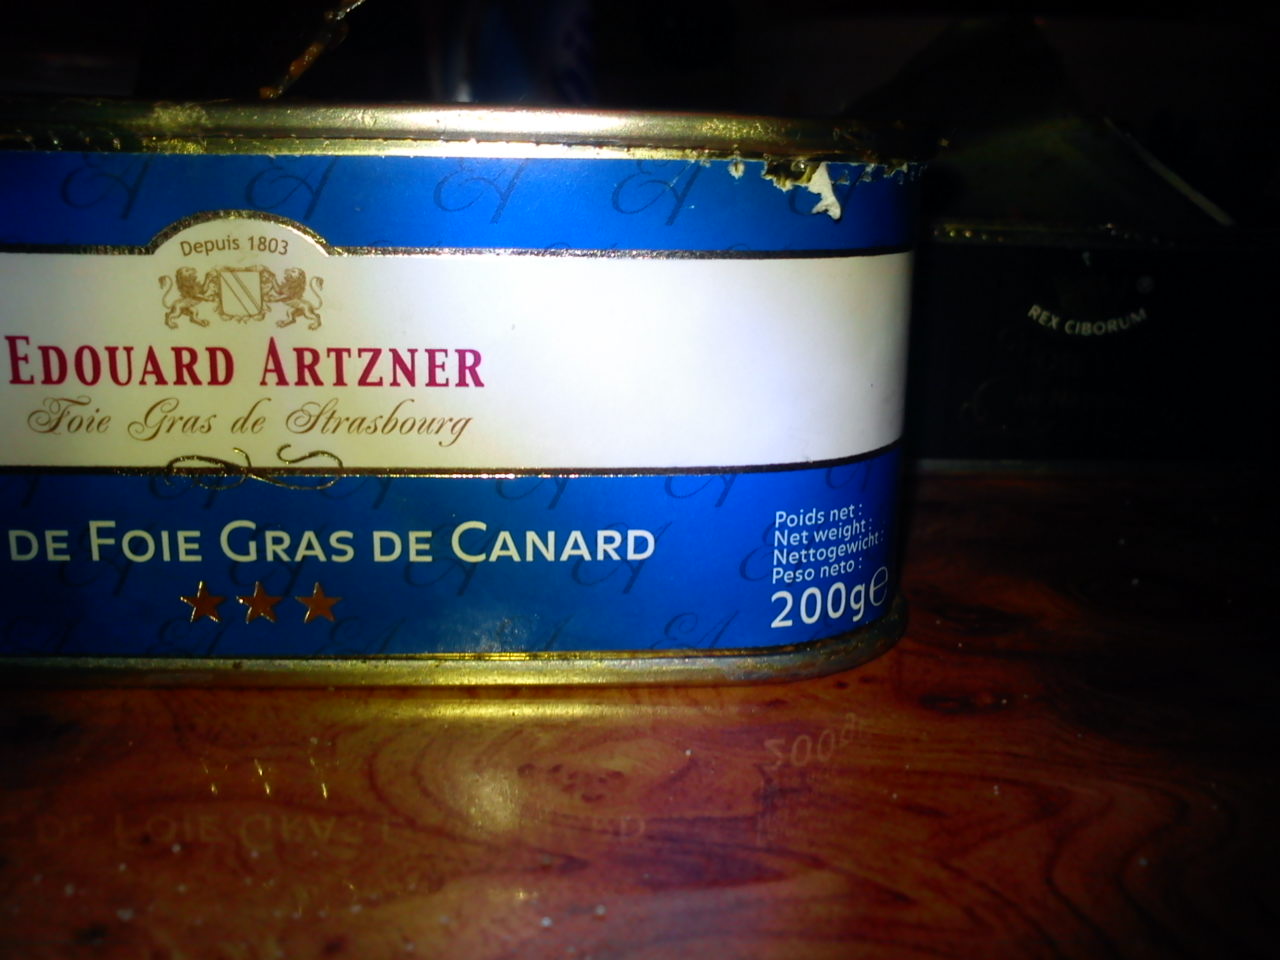 Depuis 1803
EDOUARD ARTZNER
Foie Gras de Strasbourg
DE FOIE GRAS DE CANARD
Poids net :
Net weight :
Nettogewicht :
Peso neto :
200g e
REX CIBORUM